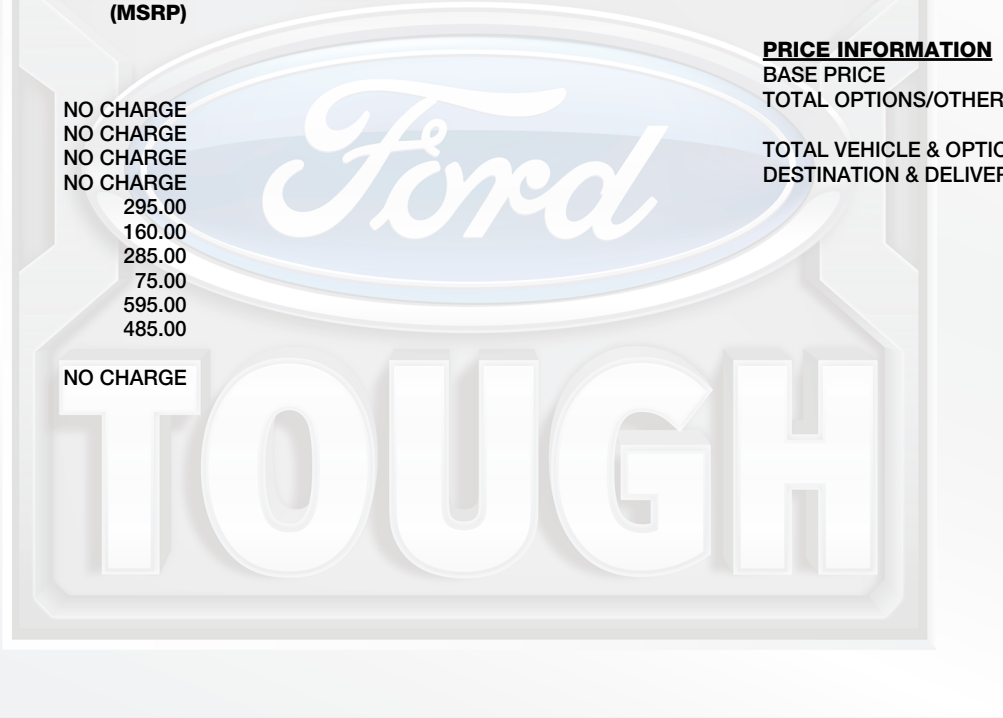 (MSRP)
NO CHARGE
NO CHARGE
NO CHARGE
NO CHARGE
295.00
160.00
285.00
75.00
595.00
485.00
NO CHARGE
PRICE INFORMATION
BASE PRICE
TOTAL OPTIONS/OTHER
TOTAL VEHICLE & OPTIO
DESTINATION & DELIVER
Ford
TOUGH